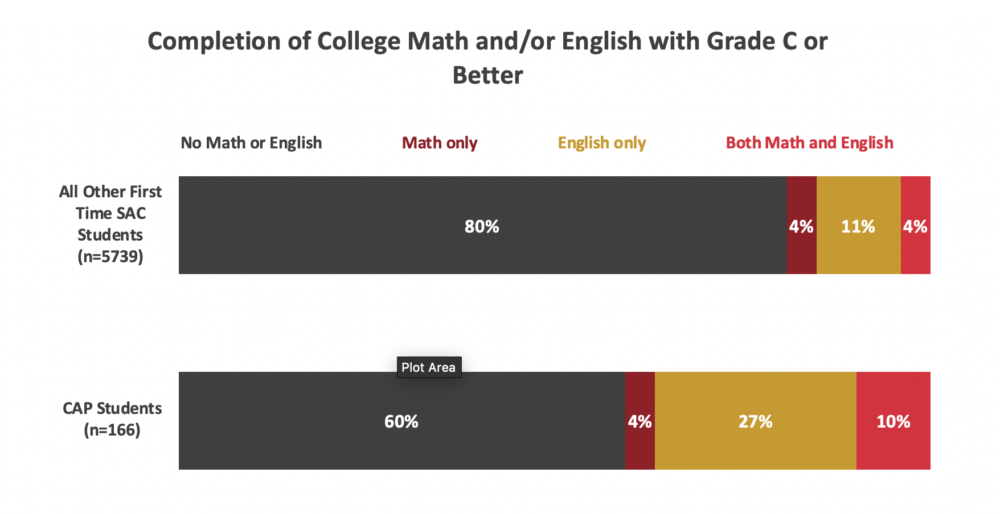 Completion of College Math and/or English with Grade C or
Better
No Math or English
Math only
English only
Both Math and English
All Other First
Time SAC
Students
(n=5739)
80%
4%
11%
4%
Plot Area
CAP Students
(n=166)
60%
4%
27%
10%